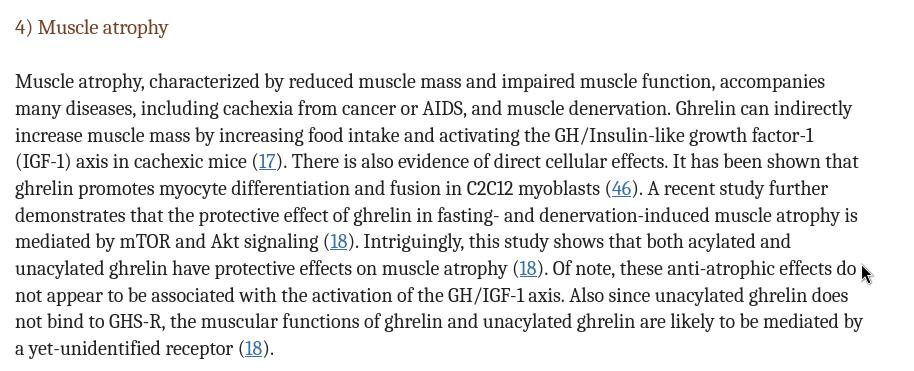 4) Muscle atrophy
Muscle atrophy, characterized by reduced muscle mass and impaired muscle function, accompanies
many diseases, including cachexia from cancer or AIDS, and muscle denervation. Ghrelin can indirectly
increase muscle mass by increasing food intake and activating the GH/Insulin-like growth factor-1
(IGF-1) axis in cachexic mice (17). There is also evidence of direct cellular effects. It has been shown that
ghrelin promotes myocyte differentiation and fusion in C2C12 myoblasts (46). A recent study further
demonstrates that the protective effect of ghrelin in fasting- and denervation-induced muscle atrophy is
mediated by mTOR and Akt signaling (18). Intriguingly, this study shows that both acylated and
unacylated ghrelin have protective effects on muscle atrophy (18). Of note, these anti-atrophic effects do
not appear to be associated with the activation of the GH/IGF-1 axis. Also since unacylated ghrelin does
not bind to GHS-R, the muscular functions of ghrelin and unacylated ghrelin are likely to be mediated by
a yet-unidentified receptor (18).